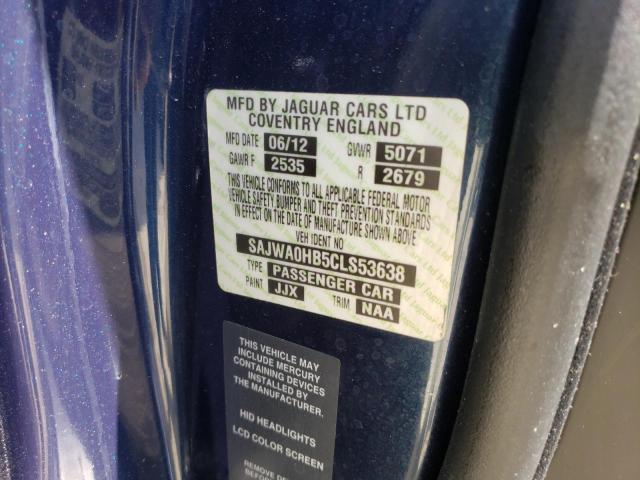 MFD BY JAGUAR CARS LTD
COVENTRY ENGLAND
MFD DATE 06/12 GVWR 5071
GAWR F 2535 R 2679
THIS VEHICLE CONFORMS TO ALL APPLICABLE FEDERAL MOTOR
VEHICLE SAFETY, BUMPER AND THEFT PREVENTION STANDARDS
IN EFFECT ON THE DATE OF MANUFACTURE SHOWN ABOVE.
VEH IDENT NO
SAJWA0HB5CLS53638
TYPE PASSENGER CAR
PAINT JJX TRIM NAA
THIS VEHICLE MAY
INCLUDE MERCURY
CONTAINING DEVICES
INSTALLED BY
THE MANUFACTURER.
HID HEADLIGHTS
LCD COLOR SCREEN
REMOVE DE
BEFOR